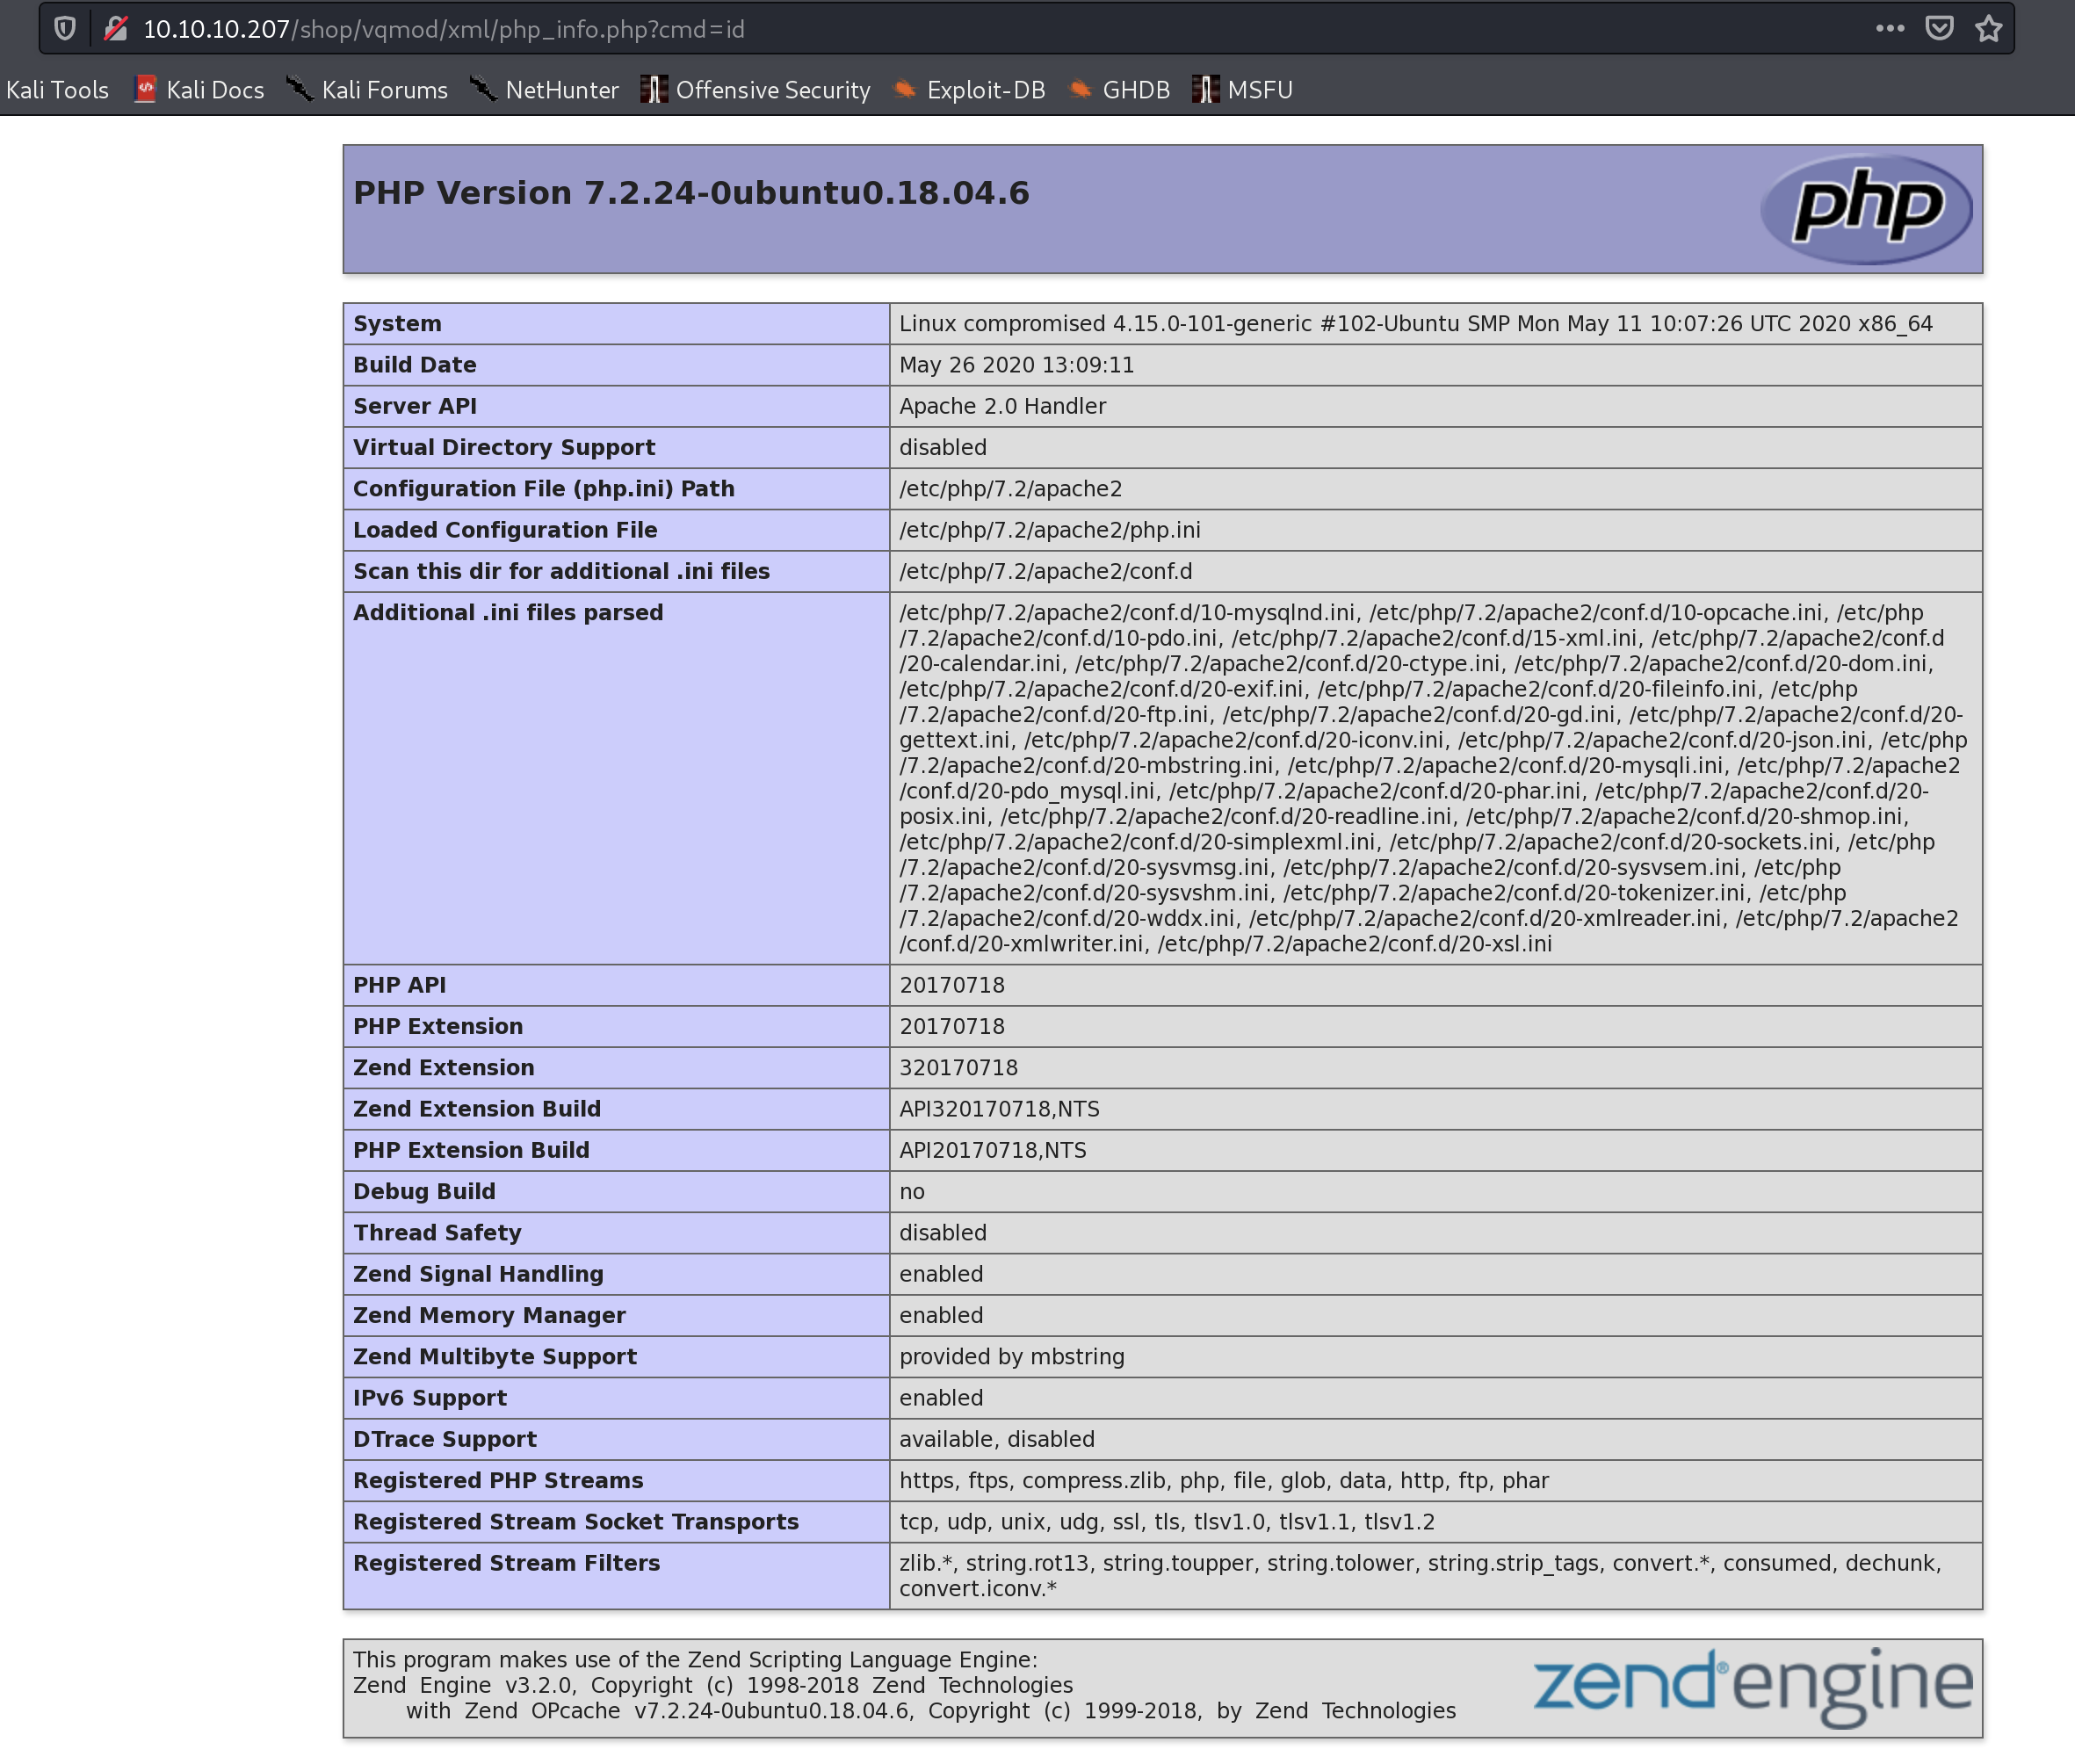 10.10.10.207/shop/vqmod/xml/php_info.php?cmd=id
Kali Tools Kali Docs Kali Forums NetHunter Offensive Security Exploit-DB GHDB MSFU
PHP Version 7.2.24-0ubuntu0.18.04.6
php
System Linux compromised 4.15.0-101-generic #102-Ubuntu SMP Mon May 11 10:07:26 UTC 2020 x86_64
Build Date May 26 2020 13:09:11
Server API Apache 2.0 Handler
Virtual Directory Support disabled
Configuration File (php.ini) Path /etc/php/7.2/apache2
Loaded Configuration File /etc/php/7.2/apache2/php.ini
Scan this dir for additional .ini files /etc/php/7.2/apache2/conf.d
Additional .ini files parsed /etc/php/7.2/apache2/conf.d/10-mysqlnd.ini, /etc/php/7.2/apache2/conf.d/10-opcache.ini, /etc/php
/7.2/apache2/conf.d/10-pdo.ini, /etc/php/7.2/apache2/conf.d/15-xml.ini, /etc/php/7.2/apache2/conf.d
/20-calendar.ini, /etc/php/7.2/apache2/conf.d/20-ctype.ini, /etc/php/7.2/apache2/conf.d/20-dom.ini,
/etc/php/7.2/apache2/conf.d/20-exif.ini, /etc/php/7.2/apache2/conf.d/20-fileinfo.ini, /etc/php
/7.2/apache2/conf.d/20-ftp.ini, /etc/php/7.2/apache2/conf.d/20-gd.ini, /etc/php/7.2/apache2/conf.d/20-
gettext.ini, /etc/php/7.2/apache2/conf.d/20-iconv.ini, /etc/php/7.2/apache2/conf.d/20-json.ini, /etc/php
/7.2/apache2/conf.d/20-mbstring.ini, /etc/php/7.2/apache2/conf.d/20-mysqli.ini, /etc/php/7.2/apache2
/conf.d/20-pdo_mysql.ini, /etc/php/7.2/apache2/conf.d/20-phar.ini, /etc/php/7.2/apache2/conf.d/20-
posix.ini, /etc/php/7.2/apache2/conf.d/20-readline.ini, /etc/php/7.2/apache2/conf.d/20-shmop.ini,
/etc/php/7.2/apache2/conf.d/20-simplexml.ini, /etc/php/7.2/apache2/conf.d/20-sockets.ini, /etc/php
/7.2/apache2/conf.d/20-sysvmsg.ini, /etc/php/7.2/apache2/conf.d/20-sysvsem.ini, /etc/php
/7.2/apache2/conf.d/20-sysvshm.ini, /etc/php/7.2/apache2/conf.d/20-tokenizer.ini, /etc/php
/7.2/apache2/conf.d/20-wddx.ini, /etc/php/7.2/apache2/conf.d/20-xmlreader.ini, /etc/php/7.2/apache2
/conf.d/20-xmlwriter.ini, /etc/php/7.2/apache2/conf.d/20-xsl.ini
PHP API 20170718
PHP Extension 20170718
Zend Extension 320170718
Zend Extension Build API320170718,NTS
PHP Extension Build API20170718,NTS
Debug Build no
Thread Safety disabled
Zend Signal Handling enabled
Zend Memory Manager enabled
Zend Multibyte Support provided by mbstring
IPv6 Support enabled
DTrace Support available, disabled
Registered PHP Streams https, ftps, compress.zlib, php, file, glob, data, http, ftp, phar
Registered Stream Socket Transports tcp, udp, unix, udg, ssl, tls, tlsv1.0, tlsv1.1, tlsv1.2
Registered Stream Filters zlib.*, string.rot13, string.toupper, string.tolower, string.strip_tags, convert.*, consumed, dechunk,
convert.iconv.*
This program makes use of the Zend Scripting Language Engine:
Zend Engine v3.2.0, Copyright (c) 1998-2018 Zend Technologies
with Zend OPcache v7.2.24-0ubuntu0.18.04.6, Copyright (c) 1999-2018, by Zend Technologies
zend® engine